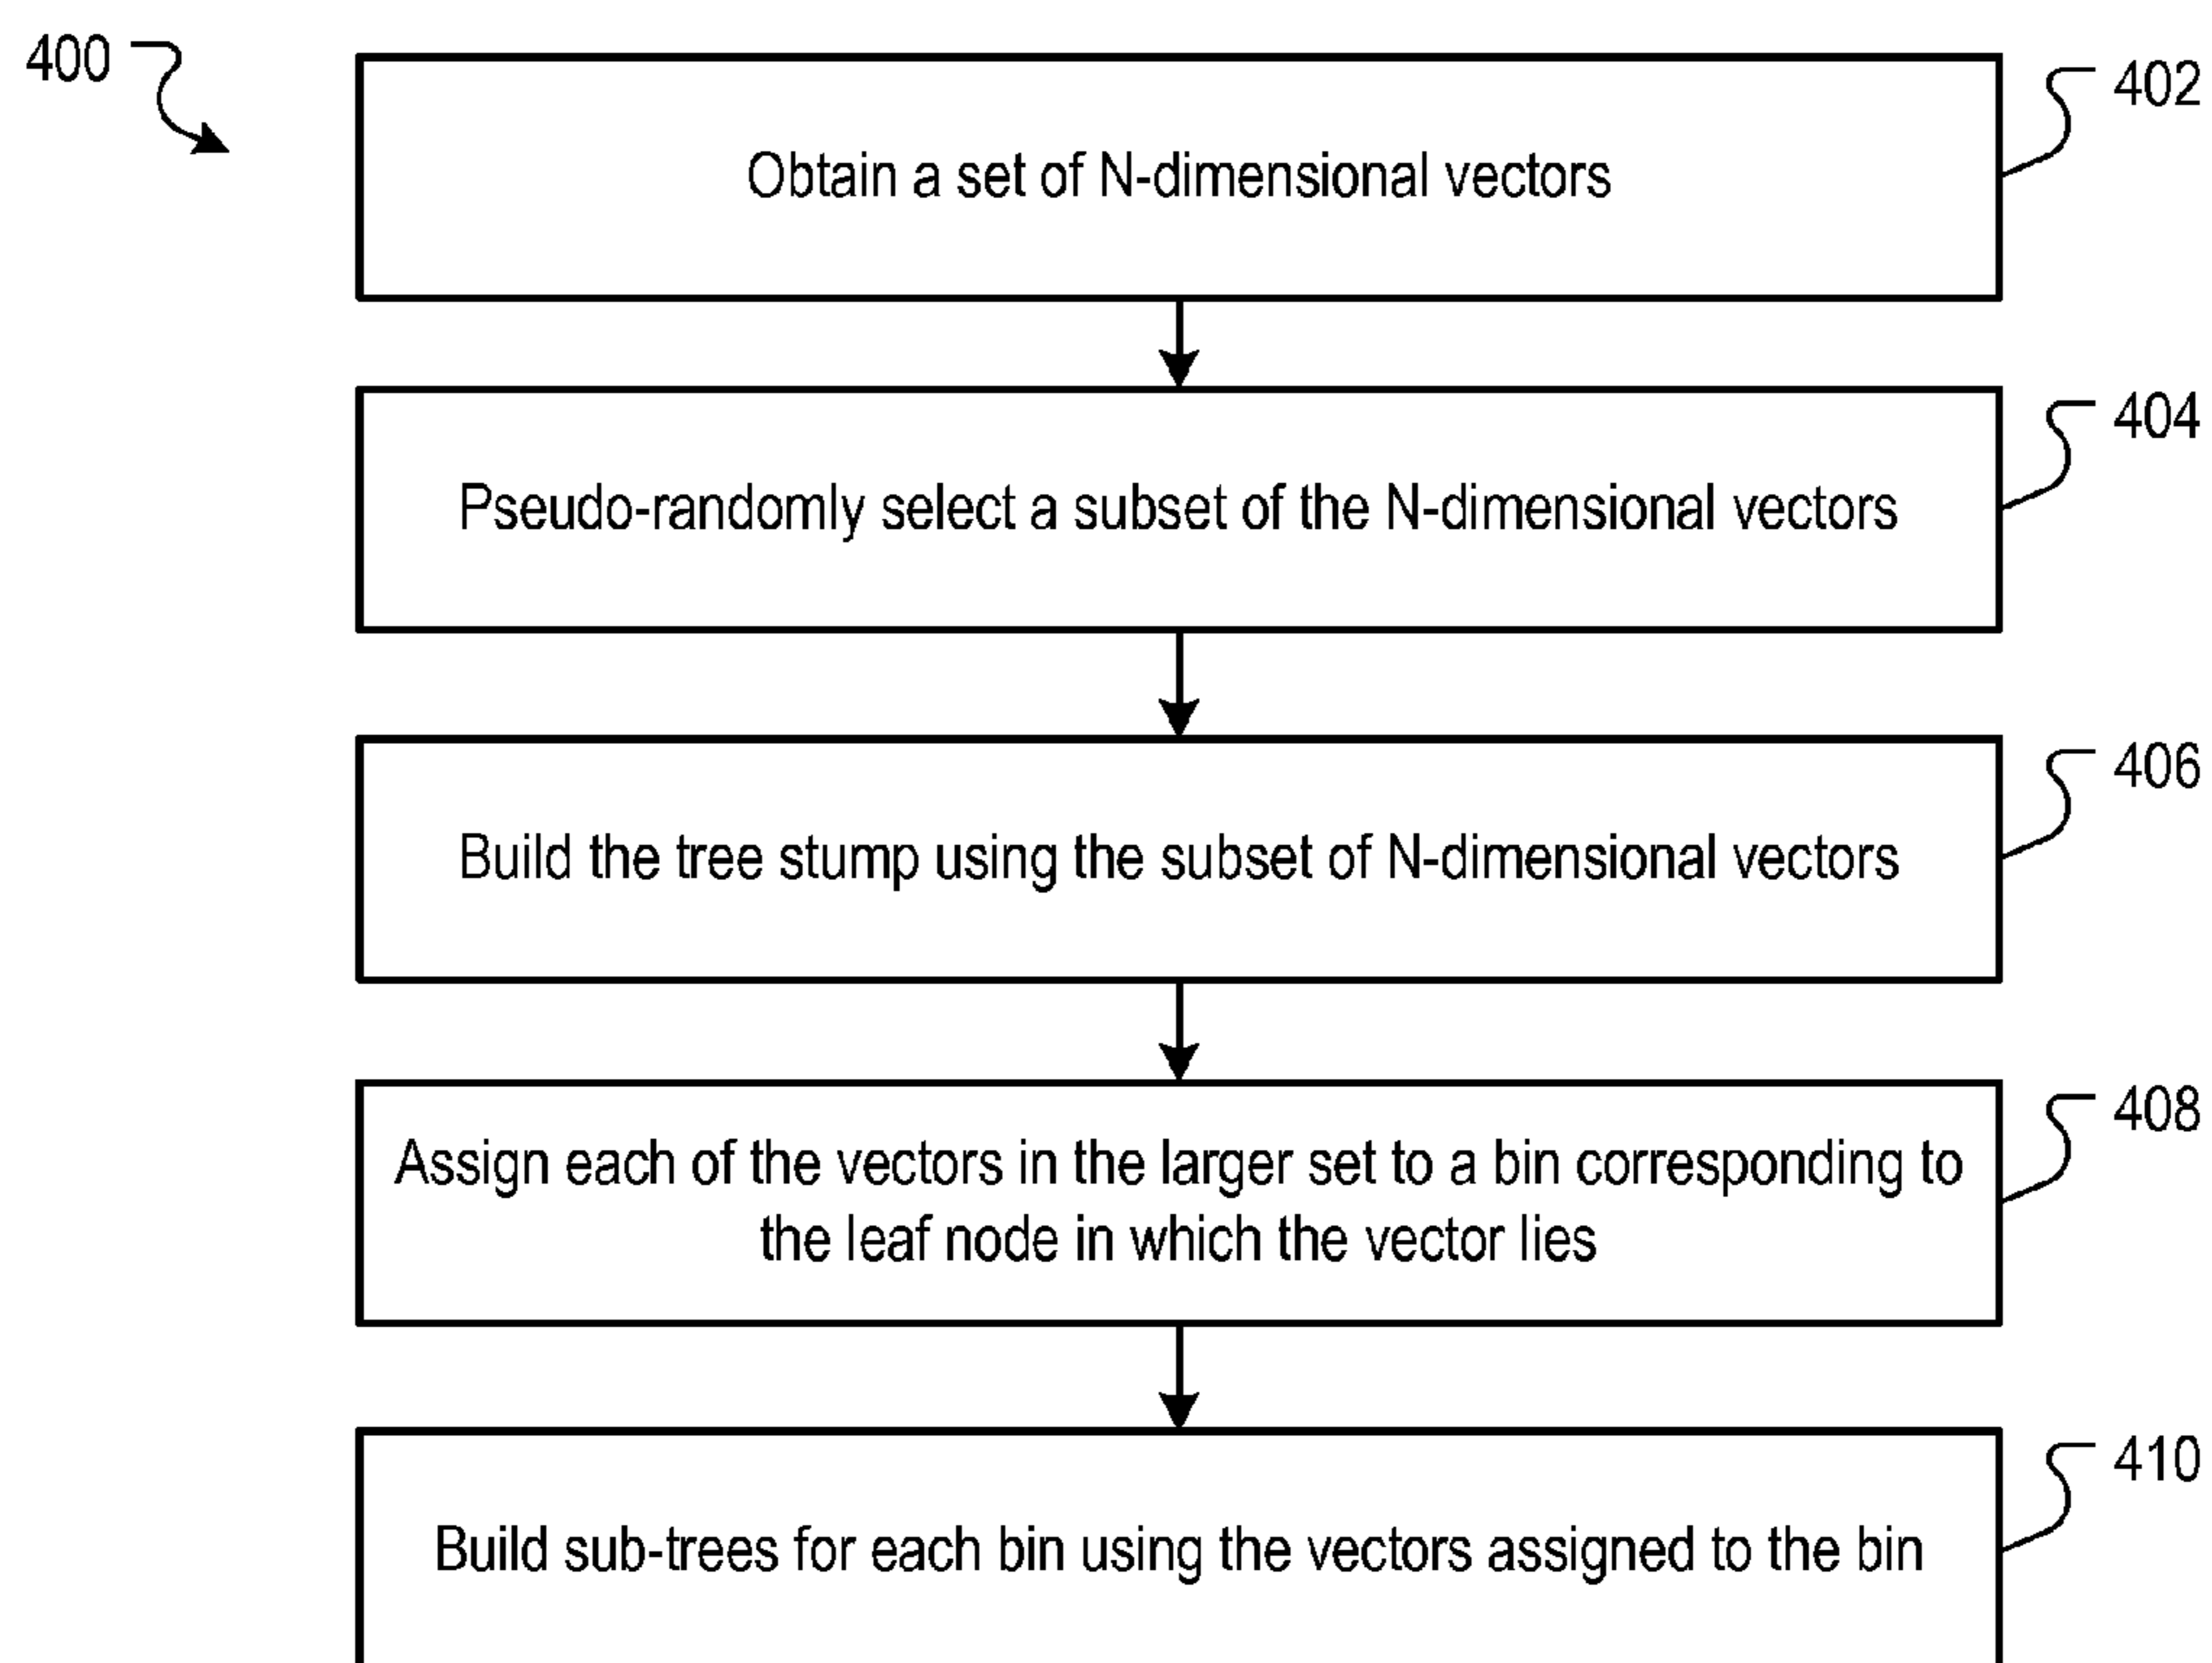 400
402
Obtain a set of N-dimensional vectors
404
Pseudo-randomly select a subset of the N-dimensional vectors
406
Build the tree stump using the subset of N-dimensional vectors
408
Assign each of the vectors in the larger set to a bin corresponding to
the leaf node in which the vector lies
410
Build sub-trees for each bin using the vectors assigned to the bin